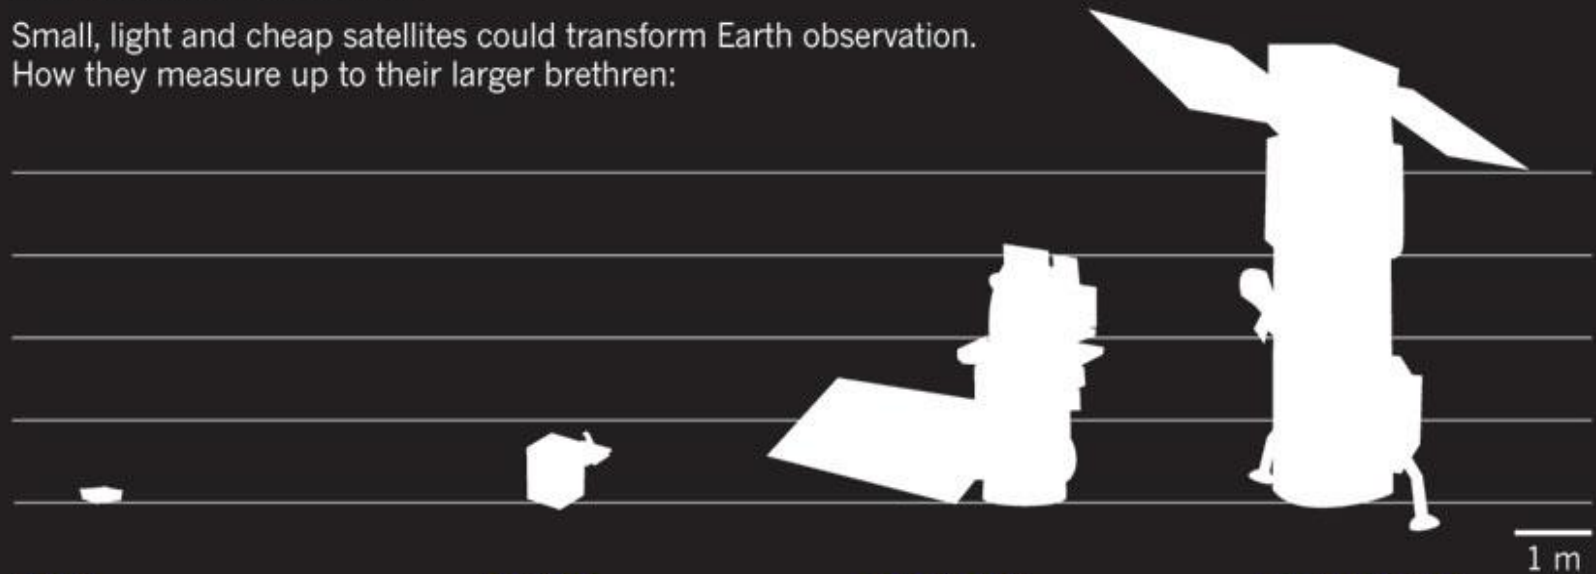 Small, light and cheap satellites could transform Earth observation.
How they measure up to their larger brethren:
1 m